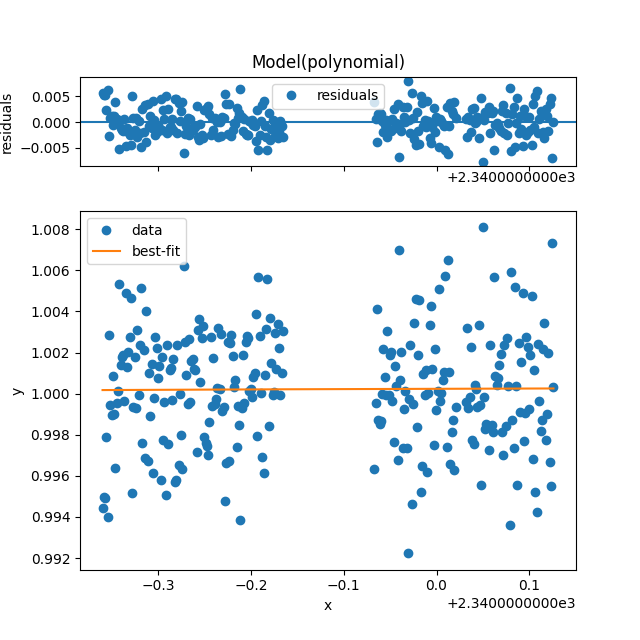 Model(polynomial)
residuals
0.005
0.000
−0.005
residuals
+2.3400000000e3
1.008
1.006
1.004
1.002
1.000
0.998
0.996
0.994
0.992
y
data
best-fit
−0.3
−0.2
−0.1
0.0
0.1
x
+2.3400000000e3